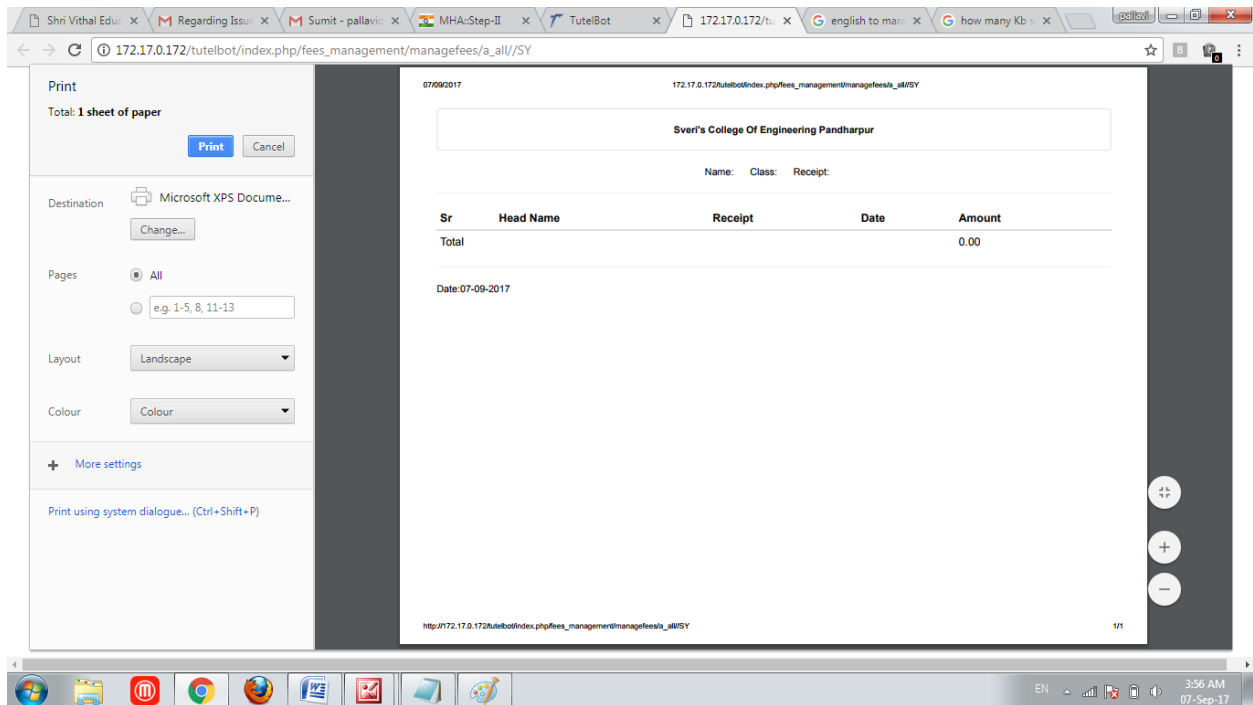 Shri Vithal Educ
Regarding Issue
Sumit - pallavic
MHA::Step-II
TutelBot
172.17.0.172/tu
english to mara
how many Kb s
pallavi
172.17.0.172/tutelbot/index.php/fees_management/managefees/a_all//SY
Print
Total: 1 sheet of paper
Print Cancel
Destination Microsoft XPS Docume...
Change...
Pages All
e.g. 1-5, 8, 11-13
Layout Landscape
Colour Colour
More settings
Print using system dialogue... (Ctrl+Shift+P)
07/09/2017 172.17.0.172/tutelbot/index.php/fees_management/managefees/a_all//SY
Sveri's College Of Engineering Pandharpur
Name: Class: Receipt:
Sr Head Name Receipt Date Amount
Total 0.00
Date:07-09-2017
http://172.17.0.172/tutelbot/index.php/fees_management/managefees/a_all//SY 1/1
EN 3:56 AM
07-Sep-17